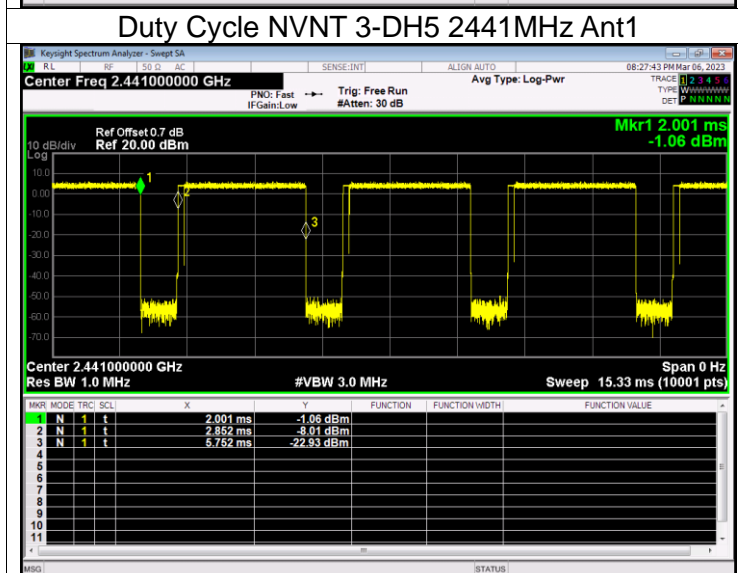 Duty Cycle NVNT 3-DH5 2441MHz Ant1
Keysight Spectrum Analyzer - Swept SA
LXI RL RF 50 Ω AC SENSE:INT ALIGN AUTO 08:27:43 PM Mar 06, 2023
Center Freq 2.441000000 GHz Avg Type: Log-Pwr TRACE 1 2 3 4 5 6
PNO: Fast Trig: Free Run TYPE WWWWWW
IFGain:Low #Atten: 30 dB DET P NNNNN
Mkr1 2.001 ms
-1.06 dBm
Ref Offset 0.7 dB
10 dB/div Ref 20.00 dBm
Log
10.0
0.00
-10.0
-20.0
-30.0
-40.0
-50.0
-60.0
-70.0
1
2
3
Center 2.441000000 GHz Span 0 Hz
Res BW 1.0 MHz #VBW 3.0 MHz Sweep 15.33 ms (10001 pts)
MKR MODE TRC SCL X Y FUNCTION FUNCTION WIDTH FUNCTION VALUE
1 N 1 t 2.001 ms -1.06 dBm
2 N 1 t 2.852 ms -8.01 dBm
3 N 1 t 5.752 ms -22.93 dBm
4
5
6
7
8
9
10
11
MSG STATUS